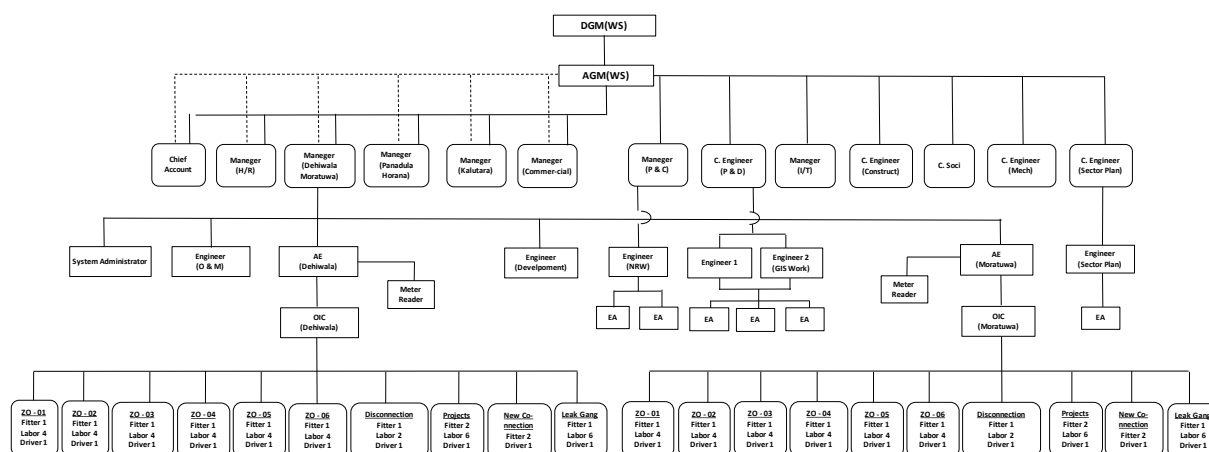 DGM(WS)
AGM(WS)
Chief
Account
Maneger
(H/R)
Maneger
(Dehiwala
Moratuwa)
Maneger
(Panadula
Horana)
Maneger
(Kalutara)
Maneger
(Commer-cial)
Maneger
(P & C)
C. Engineer
(P & D)
Maneger
(I/T)
C. Engineer
(Construct)
C. Soci
C. Engineer
(Mech)
C. Engineer
(Sector Plan)
System Administrator
Engineer
(O & M)
AE
(Dehiwala)
Meter
Reader
Engineer
(Develpoment)
Engineer
(NRW)
Engineer 1
Engineer 2
(GIS Work)
Meter
Reader
AE
(Moratuwa)
Engineer
(Sector Plan)
EA
EA
EA
EA
EA
EA
OIC
(Dehiwala)
OIC
(Moratuwa)
ZO - 01
Fitter 1
Labor 4
Driver 1
ZO - 02
Fitter 1
Labor 4
Driver 1
ZO - 03
Fitter 1
Labor 4
Driver 1
ZO - 04
Fitter 1
Labor 4
Driver 1
ZO - 05
Fitter 1
Labor 4
Driver 1
ZO - 06
Fitter 1
Labor 4
Driver 1
Disconnection
Fitter 1
Labor 2
Driver 1
Projects
Fitter 2
Labor 6
Driver 1
New Co-
nnection
Fitter 2
Driver 1
Leak Gang
Fitter 1
Labor 6
Driver 1
ZO - 01
Fitter 1
Labor 4
Driver 1
ZO - 02
Fitter 1
Labor 4
Driver 1
ZO - 03
Fitter 1
Labor 4
Driver 1
ZO - 04
Fitter 1
Labor 4
Driver 1
ZO - 05
Fitter 1
Labor 4
Driver 1
ZO - 06
Fitter 1
Labor 4
Driver 1
Disconnection
Fitter 1
Labor 2
Driver 1
Projects
Fitter 2
Labor 6
Driver 1
New Co-
nnection
Fitter 2
Driver 1
Leak Gang
Fitter 1
Labor 6
Driver 1